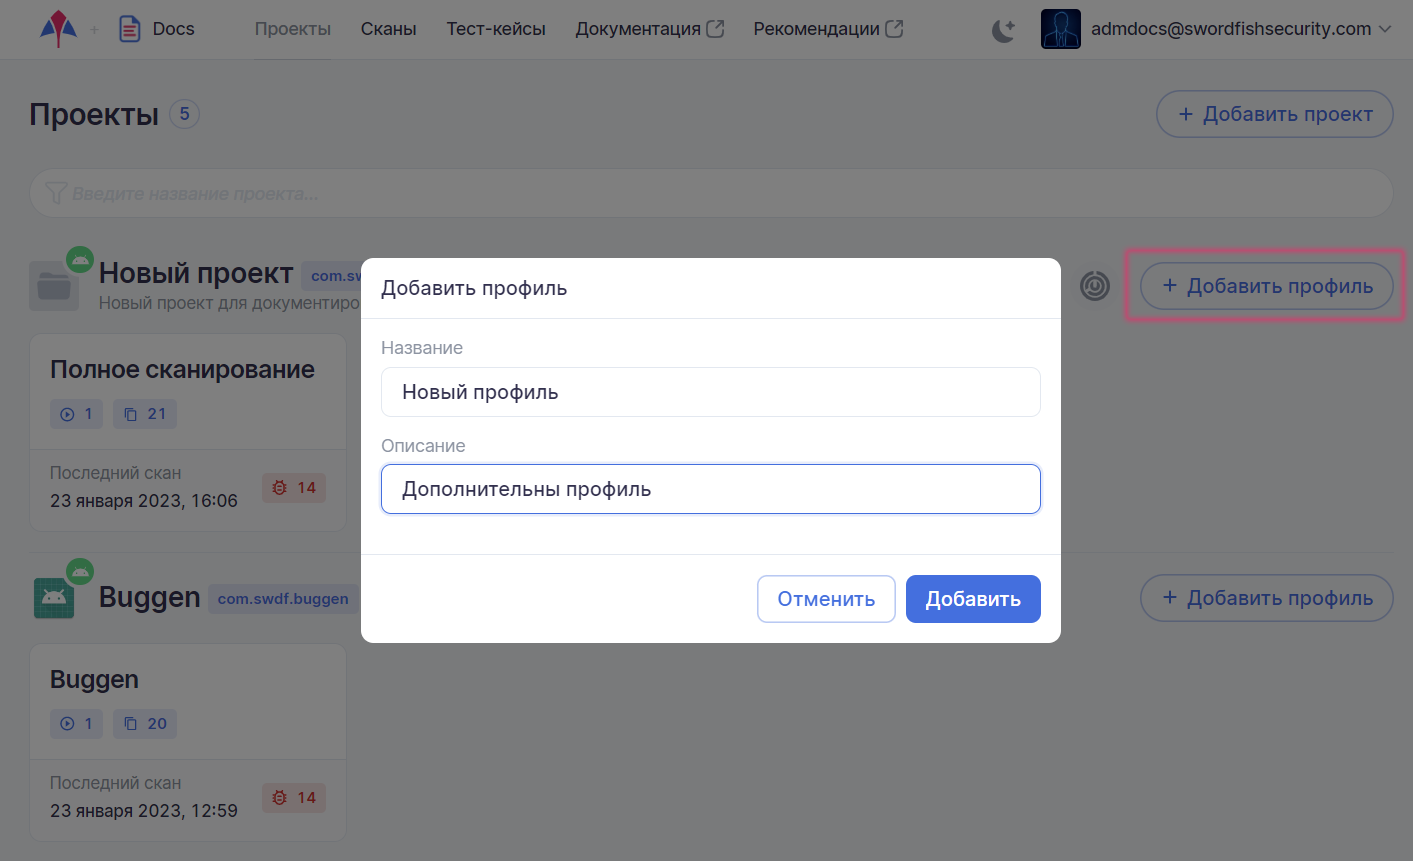 Docs
Проекты
Сканы
Тест-кейсы
Документация
Рекомендации
admdocs@swordfishsecurity.com
Проекты 5
+ Добавить проект
Введите название проекта...
Новый проект com.sw
Новый проект для документиро
+ Добавить профиль
Полное сканирование
1 21
Последний скан
23 января 2023, 16:06
14
Добавить профиль
Название
Новый профиль
Описание
Дополнительны профиль
Отменить Добавить
Buggen com.swdf.buggen
+ Добавить профиль
Buggen
1 20
Последний скан
23 января 2023, 12:59
14